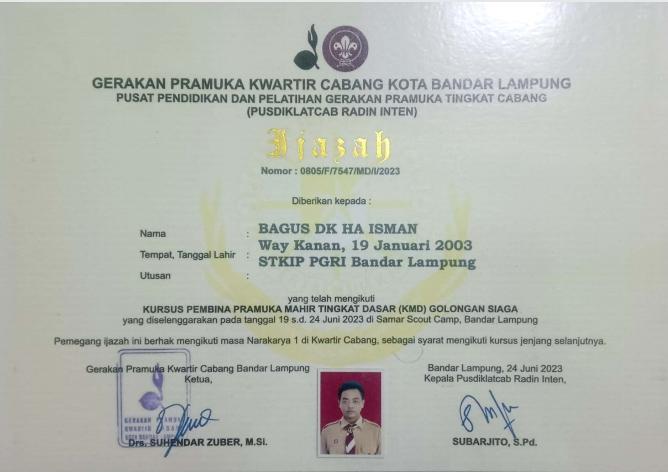 GERAKAN PRAMUKA KWARTIR CABANG KOTA BANDAR LAMPUNG
PUSAT PENDIDIKAN DAN PELATIHAN GERAKAN PRAMUKA TINGKAT CABANG
(PUSDIKLATCAB RADIN INTEN)
Ijazah
Nomor : 0805/F/7547/MD/I/2023
Diberikan kepada :
Nama : BAGUS DK HA ISMAN
Tempat, Tanggal Lahir : Way Kanan, 19 Januari 2003
Utusan : STKIP PGRI Bandar Lampung
yang telah mengikuti
KURSUS PEMBINA PRAMUKA MAHIR TINGKAT DASAR (KMD) GOLONGAN SIAGA
yang diselenggarakan pada tanggal 19 s.d. 24 Juni 2023 di Samar Scout Camp, Bandar Lampung
Pemegang ijazah ini berhak mengikuti masa Narakarya 1 di Kwartir Cabang, sebagai syarat mengikuti kursus jenjang selanjutnya.
Gerakan Pramuka Kwartir Cabang Bandar Lampung
Ketua,
GERAKAN
KWARTIR
KOTA
Drs. SUHENDAR ZUBER, M.Si.
Bandar Lampung, 24 Juni 2023
Kepala Pusdiklatcab Radin Inten,
SUBARJITO, S.Pd.